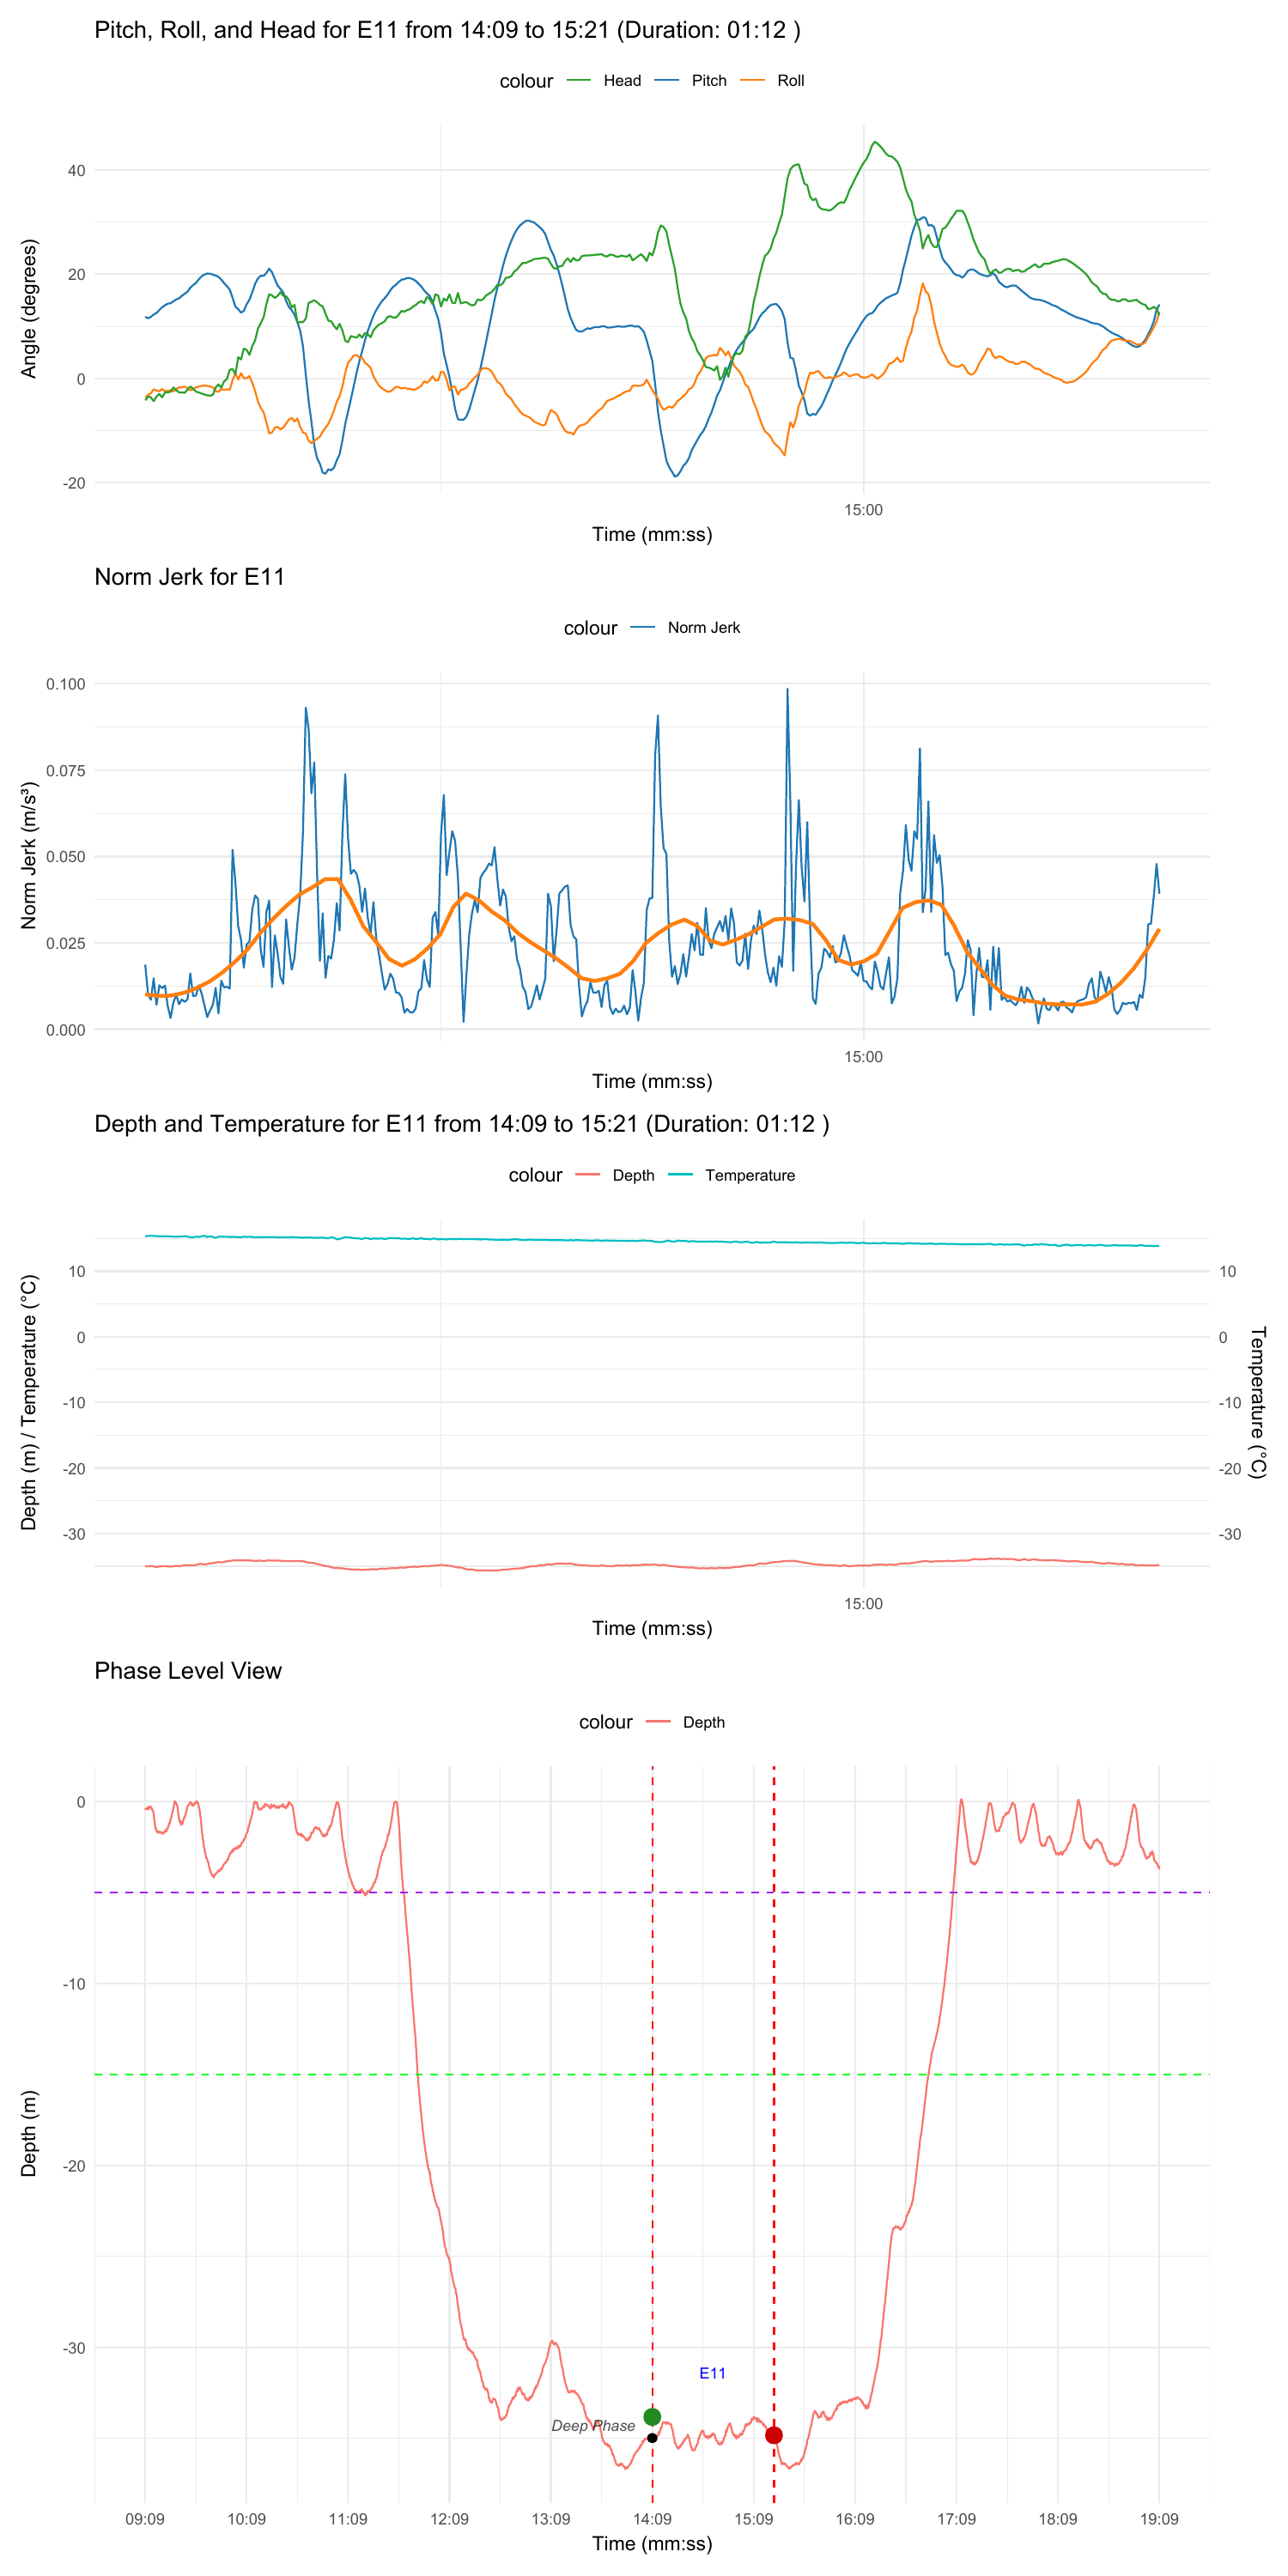 Pitch, Roll, and Head for E11 from 14:09 to 15:21 (Duration: 01:12 )
colour Head Pitch Roll
Angle (degrees)
40
20
0
-20
15:00
Time (mm:ss)
Norm Jerk for E11
colour Norm Jerk
Norm Jerk (m/s³)
0.100
0.075
0.050
0.025
0.000
15:00
Time (mm:ss)
Depth and Temperature for E11 from 14:09 to 15:21 (Duration: 01:12 )
colour Depth Temperature
Depth (m) / Temperature (°C)
10
0
-10
-20
-30
10
0
-10
-20
-30
Temperature (°C)
15:00
Time (mm:ss)
Phase Level View
colour Depth
Depth (m)
0
-10
-20
-30
E11
Deep Phase
09:09 10:09 11:09 12:09 13:09 14:09 15:09 16:09 17:09 18:09 19:09
Time (mm:ss)